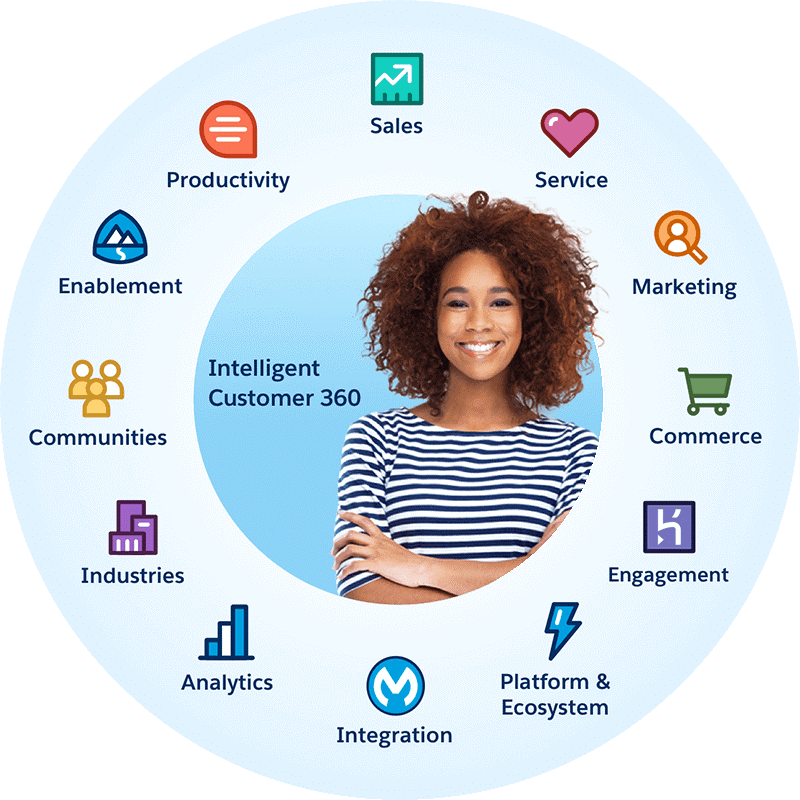 Sales
Service
Marketing
Commerce
Engagement
Platform &
Ecosystem
Integration
Analytics
Industries
Communities
Enablement
Productivity
Intelligent
Customer 360